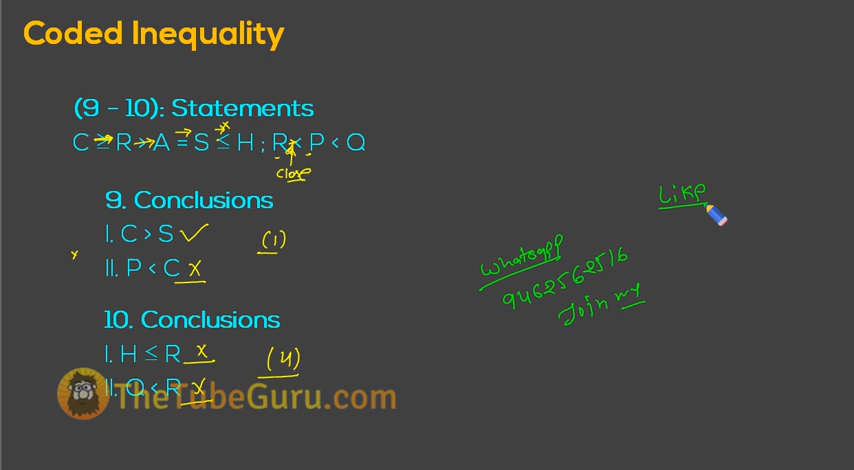 Coded Inequality
(9 - 10): Statements
C ≥ R > A = S ≤ H ; R < P < Q
close
9. Conclusions
I. C > S ✓ (1)
x II. P < C x
10. Conclusions
I. H ≤ R x (4)
II. Q < R x
TheTubeGuru.com
Like
Whatsapp
9462562516
Join my